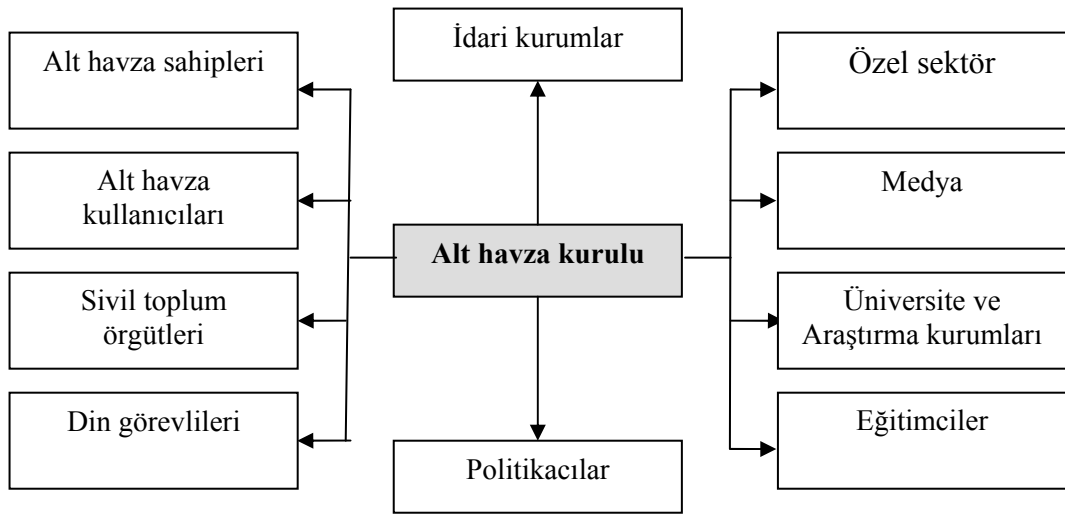 İdari kurumlar
Alt havza sahipleri
Özel sektör
Alt havza
kullanıcıları
Medya
Alt havza kurulu
Sivil toplum
örgütleri
Üniversite ve
Araştırma kurumları
Din görevlileri
Eğitimciler
Politikacılar